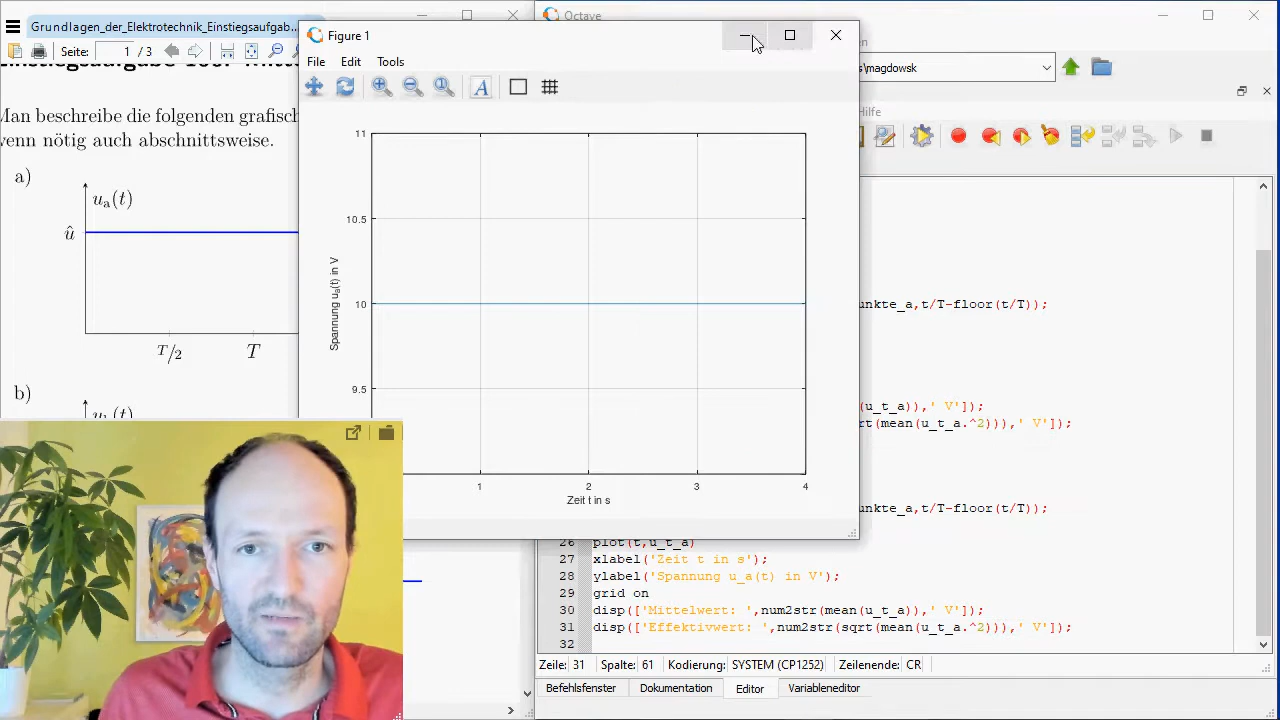 Grundlagen_der_Elektrotechnik_Einstiegsaufgab...
Seite: 1 / 3
Man beschreibe die folgenden grafisch
wenn nötig auch abschnittsweise.
a)
uₐ(t)
û
T/2 T
b)
Figure 1
File Edit Tools
A
11
10.5
10
9.5
Spannung uₐ(t) in V
1 2 3 4
Zeit t in s
Octave
s\magdowsk
Hilfe
unkte_a,t/T-floor(t/T));
(u_t_a)),' V']);
rt(mean(u_t_a.^2))),' V']);
unkte_a,t/T-floor(t/T));
26 plot(t,u_t_a)
27 xlabel('Zeit t in s');
28 ylabel('Spannung u_a(t) in V');
29 grid on
30 disp(['Mittelwert: ',num2str(mean(u_t_a)),' V']);
31 disp(['Effektivwert: ',num2str(sqrt(mean(u_t_a.^2))),' V']);
32
Zeile: 31 Spalte: 61 Kodierung: SYSTEM (CP1252) Zeilenende: CR
Befehlsfenster Dokumentation Editor Variableneditor